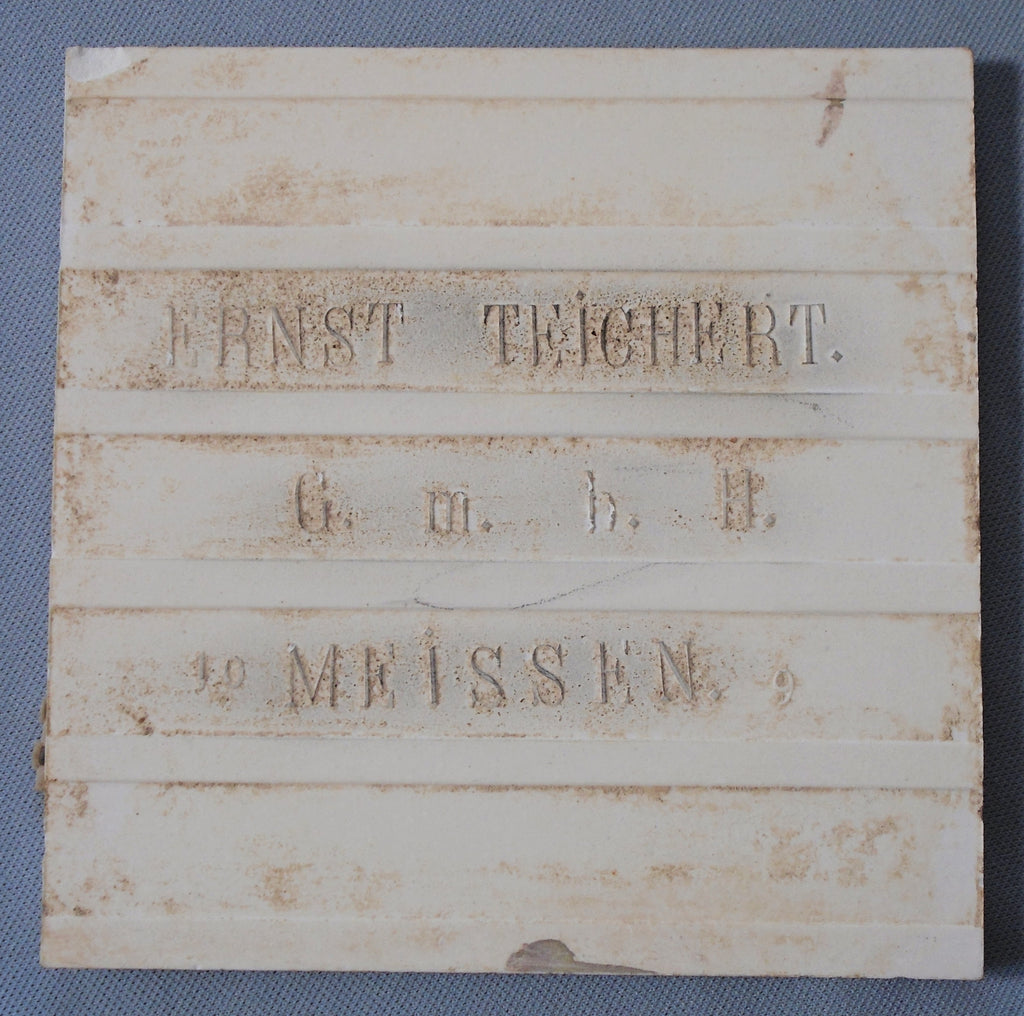 ERNST TEICHERT.
G. m. b. H.
10 MEISSEN. 9